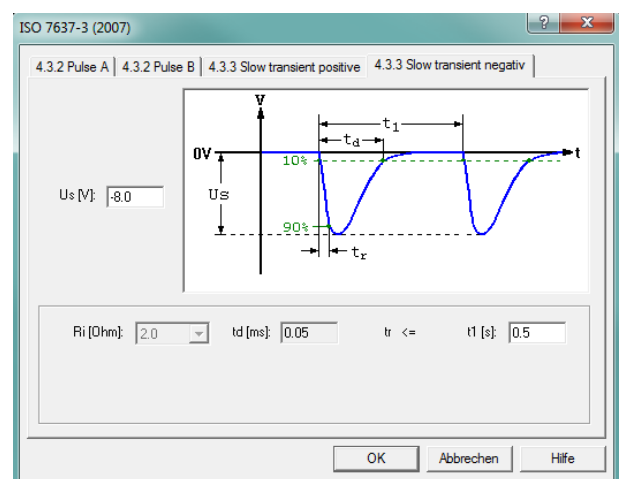 ISO 7637-3 (2007)
? x
4.3.2 Pulse A 4.3.2 Pulse B 4.3.3 Slow transient positive 4.3.3 Slow transient negativ
V
t1
td
0V
10%
t
Us [V]: -8.0
Us
90%
tr
Ri [Ohm]: 2.0 td [ms]: 0.05 tr <= t1 [s]: 0.5
OK Abbrechen Hilfe